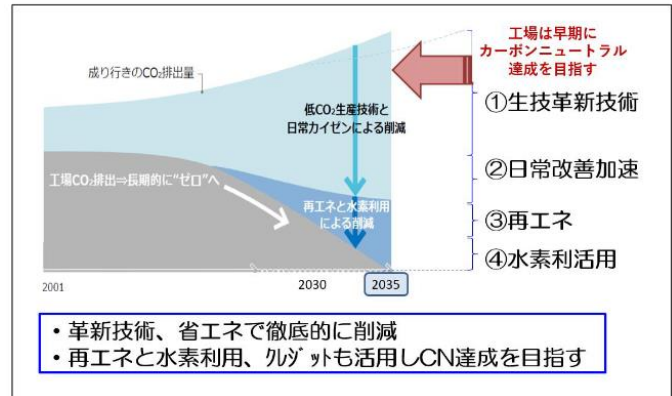 工場は早期に
カーボンニュートラル
達成を目指す
成り行きのCO₂排出量
①生技革新技術
低CO₂生産技術と
日常カイゼンによる削減
②日常改善加速
工場CO₂排出⇒長期的に“ゼロ”へ
再エネと水素利用
による削減
③再エネ
④水素利活用
2001
2030
2035
・革新技術、省エネで徹底的に削減
・再エネと水素利用、ｸﾚｼﾞｯﾄも活用しCN達成を目指す